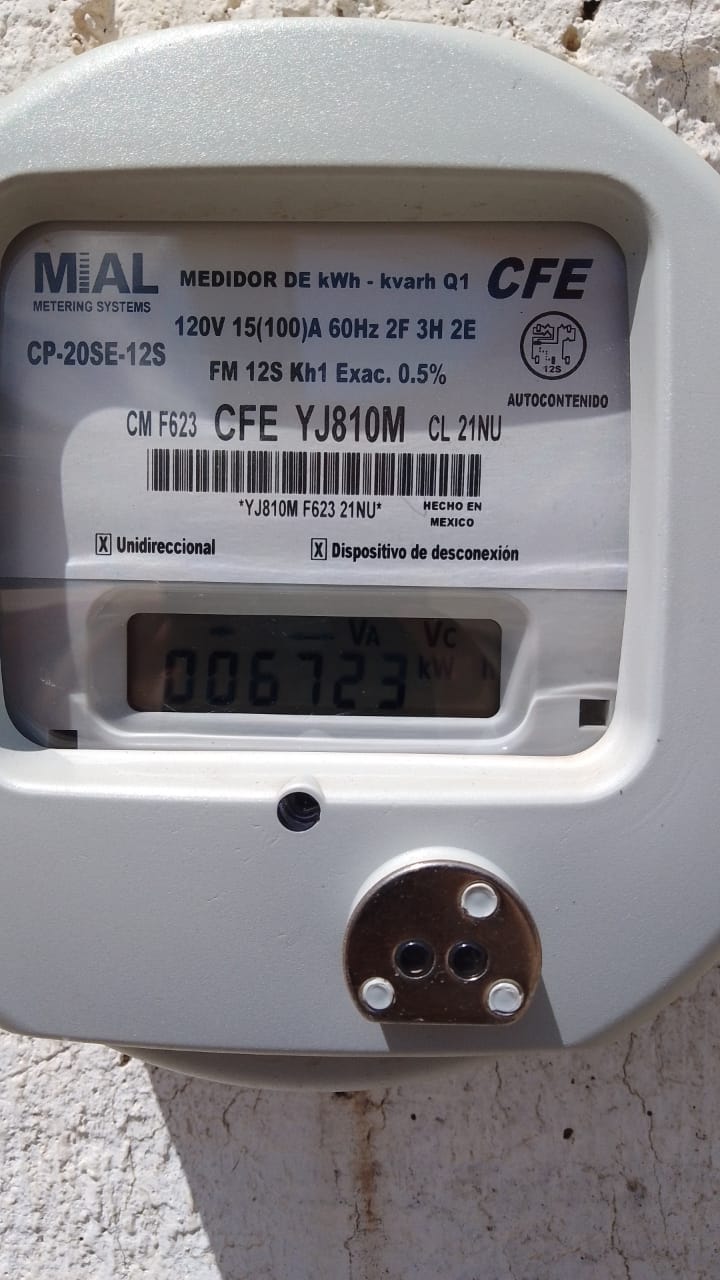 MIAL
METERING SYSTEMS
MEDIDOR DE kWh - kvarh Q1
CFE
120V 15(100)A 60Hz 2F 3H 2E
CP-20SE-12S
FM 12S Kh1 Exac. 0.5%
12S
AUTOCONTENIDO
CM F623 CFE YJ810M CL 21NU
*YJ810M F623 21NU*
HECHO EN
MEXICO
X Unidireccional
X Dispositivo de desconexión
VA VC
006723 kW h